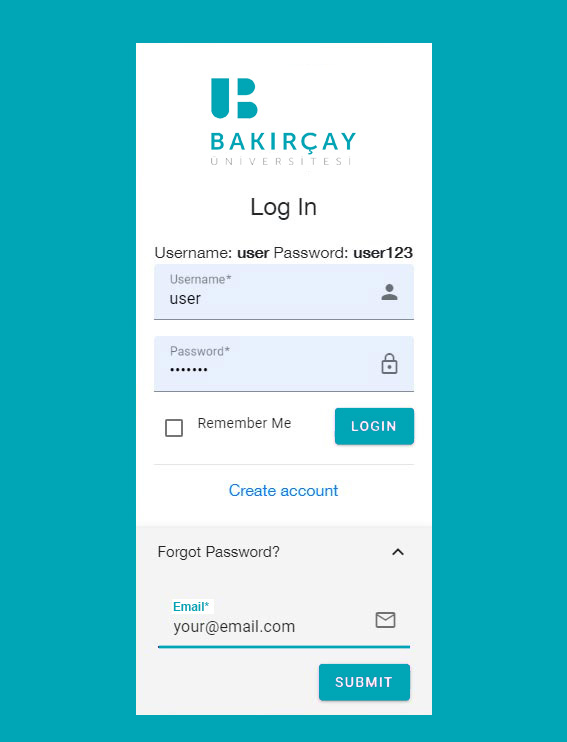 BAKIRÇAY
ÜNİVERSİTESİ
Log In
Username: user Password: user123
Username*
user
Password*
•••••••
Remember Me
LOGIN
Create account
Forgot Password?
Email*
your@email.com
SUBMIT